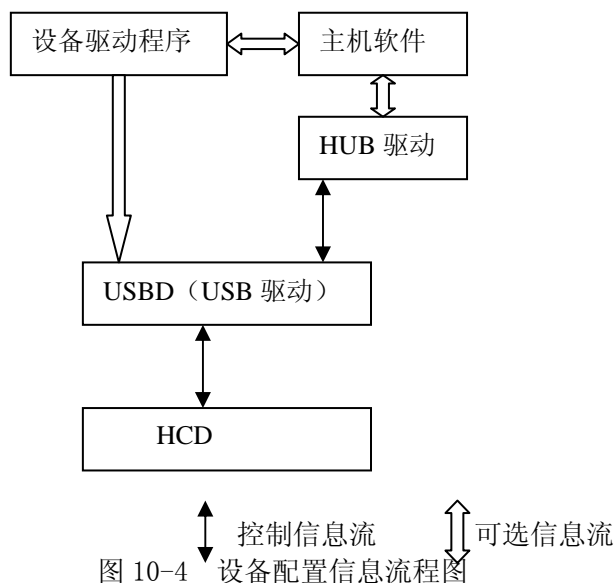 设备驱动程序
主机软件
HUB 驱动
USBD（USB 驱动）
HCD
控制信息流
可选信息流
图 10-4 设备配置信息流程图